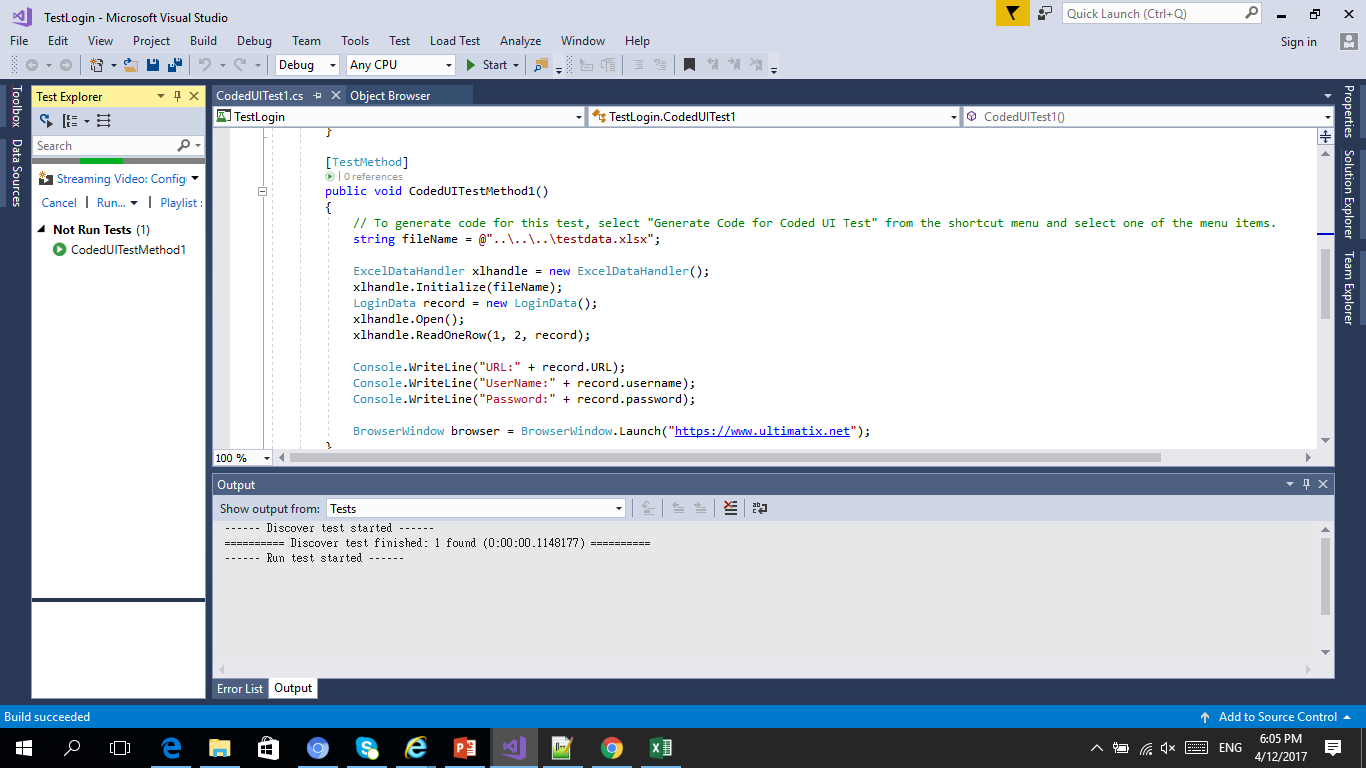 TestLogin - Microsoft Visual Studio
Quick Launch (Ctrl+Q)
File Edit View Project Build Debug Team Tools Test Load Test Analyze Window Help
Sign in
Debug Any CPU Start
Toolbox
Data Sources
Test Explorer
Search
Streaming Video: Config
Cancel | Run... | Playlist :
Not Run Tests (1)
CodedUITestMethod1
CodedUITest1.cs Object Browser
TestLogin TestLogin.CodedUITest1 CodedUITest1()
}
[TestMethod]
| 0 references
public void CodedUITestMethod1()
{
// To generate code for this test, select "Generate Code for Coded UI Test" from the shortcut menu and select one of the menu items.
string fileName = @"..\..\..\testdata.xlsx";
ExcelDataHandler xlhandle = new ExcelDataHandler();
xlhandle.Initialize(fileName);
LoginData record = new LoginData();
xlhandle.Open();
xlhandle.ReadOneRow(1, 2, record);
Console.WriteLine("URL:" + record.URL);
Console.WriteLine("UserName:" + record.username);
Console.WriteLine("Password:" + record.password);
BrowserWindow browser = BrowserWindow.Launch("https://www.ultimatix.net");
}
100 %
Properties
Solution Explorer
Team Explorer
Output
Show output from: Tests
------ Discover test started ------
========== Discover test finished: 1 found (0:00:00.1148177) ==========
------ Run test started ------
Error List Output
Build succeeded
Add to Source Control
ENG
6:05 PM
4/12/2017